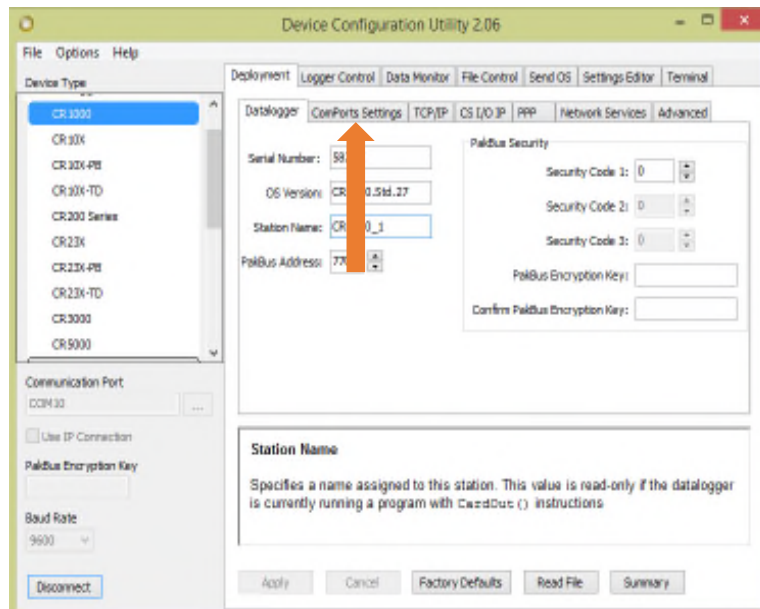 Device Configuration Utility 2.06
File Options Help
Device Type
CR1000
CR10X
CR10X-PB
CR10X-TD
CR200 Series
CR23X
CR23X-PB
CR23X-TD
CR3000
CR5000
Communication Port
COM10
...
Use IP Connection
PakBus Encryption Key
Baud Rate
9600
Disconnect
Deployment Logger Control Data Monitor File Control Send OS Settings Editor Terminal
Datalogger ComPorts Settings TCP/IP CS I/O IP PPP Network Services Advanced
Serial Number:
OS Version: .Std.27
Station Name: _1
PakBus Address:
PakBus Security
Security Code 1: 0
Security Code 2: 0
Security Code 3: 0
PakBus Encryption Key:
Confirm PakBus Encryption Key:
Station Name
Specifies a name assigned to this station. This value is read-only if the datalogger
is currently running a program with CardOut() instructions
Apply Cancel Factory Defaults Read File Summary